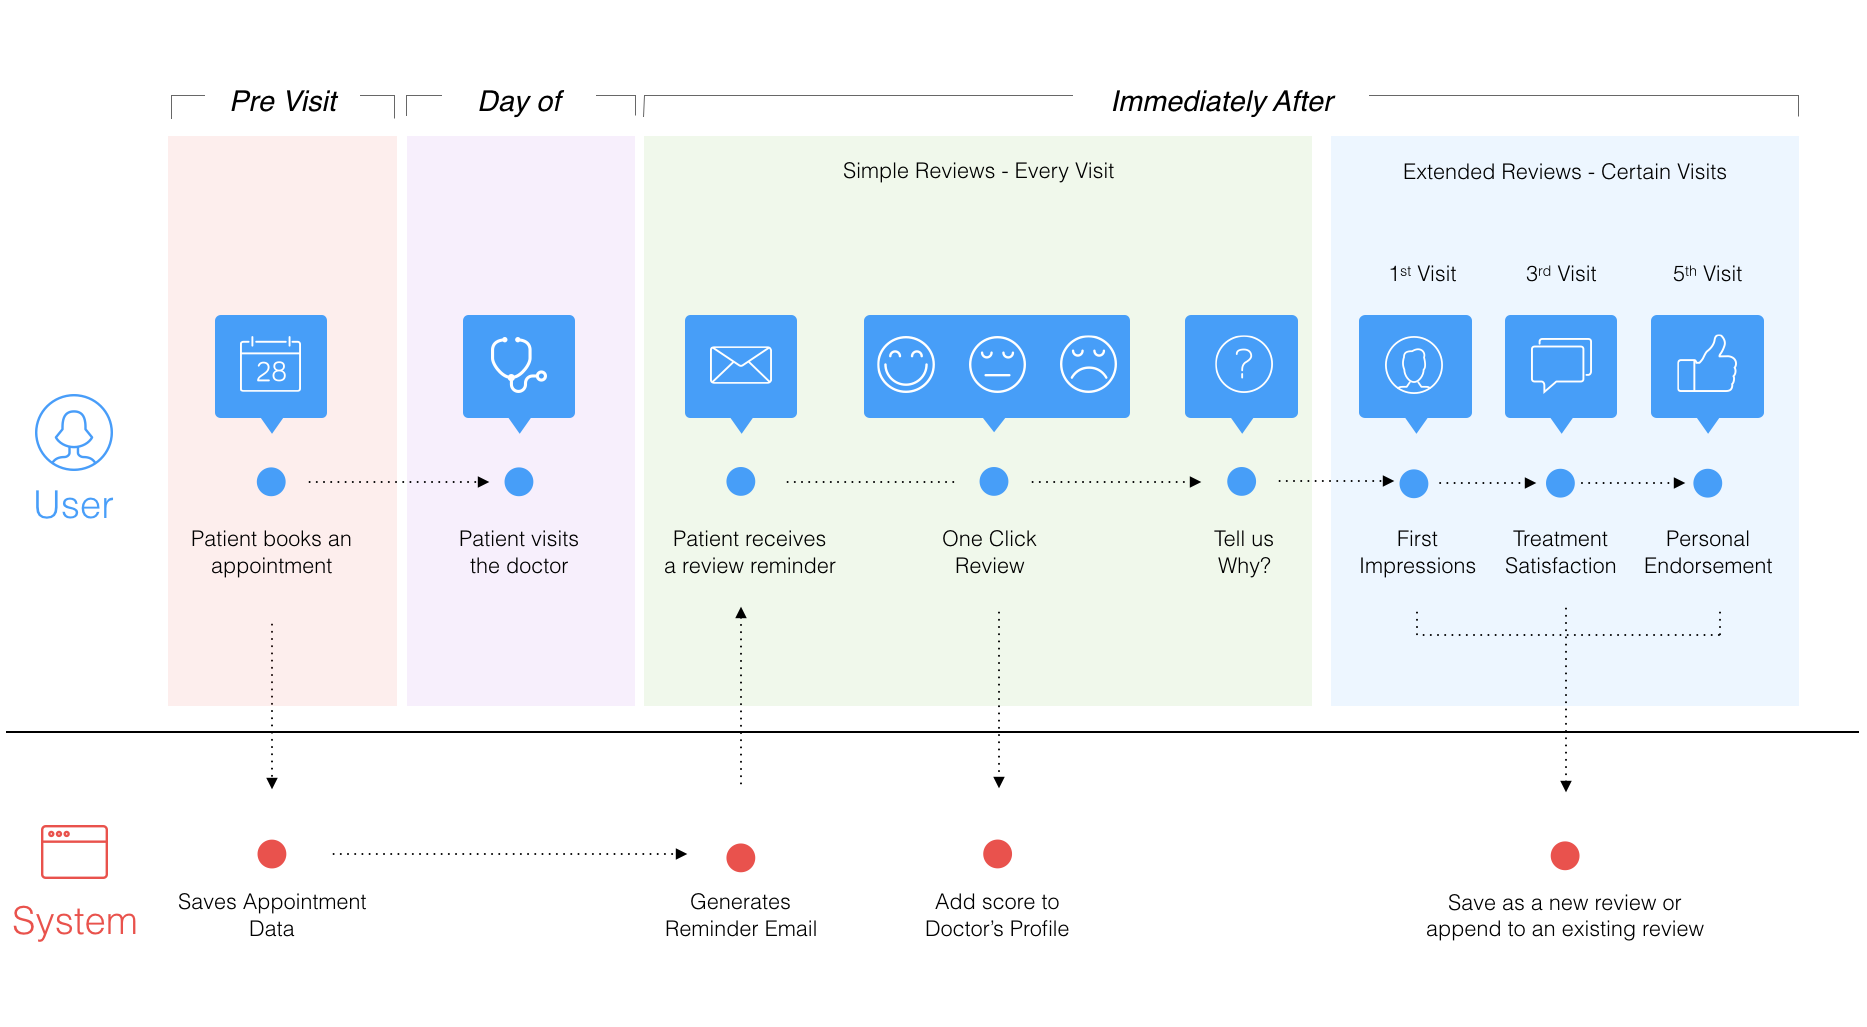 Pre Visit
Day of
Immediately After
Simple Reviews - Every Visit
Extended Reviews - Certain Visits
1st Visit
3rd Visit
5th Visit
28
?
User
Patient books an
appointment
Patient visits
the doctor
Patient receives
a review reminder
One Click
Review
Tell us
Why?
First
Impressions
Treatment
Satisfaction
Personal
Endorsement
System
Saves Appointment
Data
Generates
Reminder Email
Add score to
Doctor’s Profile
Save as a new review or
append to an existing review